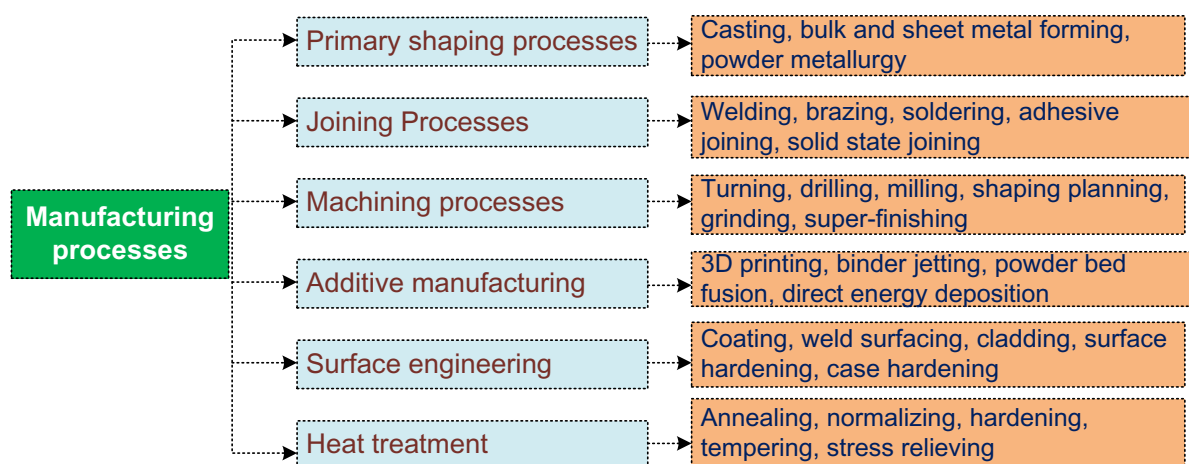 Primary shaping processes
Casting, bulk and sheet metal forming,
powder metallurgy
Joining Processes
Welding, brazing, soldering, adhesive
joining, solid state joining
Manufacturing
processes
Machining processes
Turning, drilling, milling, shaping planning,
grinding, super-finishing
Additive manufacturing
3D printing, binder jetting, powder bed
fusion, direct energy deposition
Surface engineering
Coating, weld surfacing, cladding, surface
hardening, case hardening
Heat treatment
Annealing, normalizing, hardening,
tempering, stress relieving